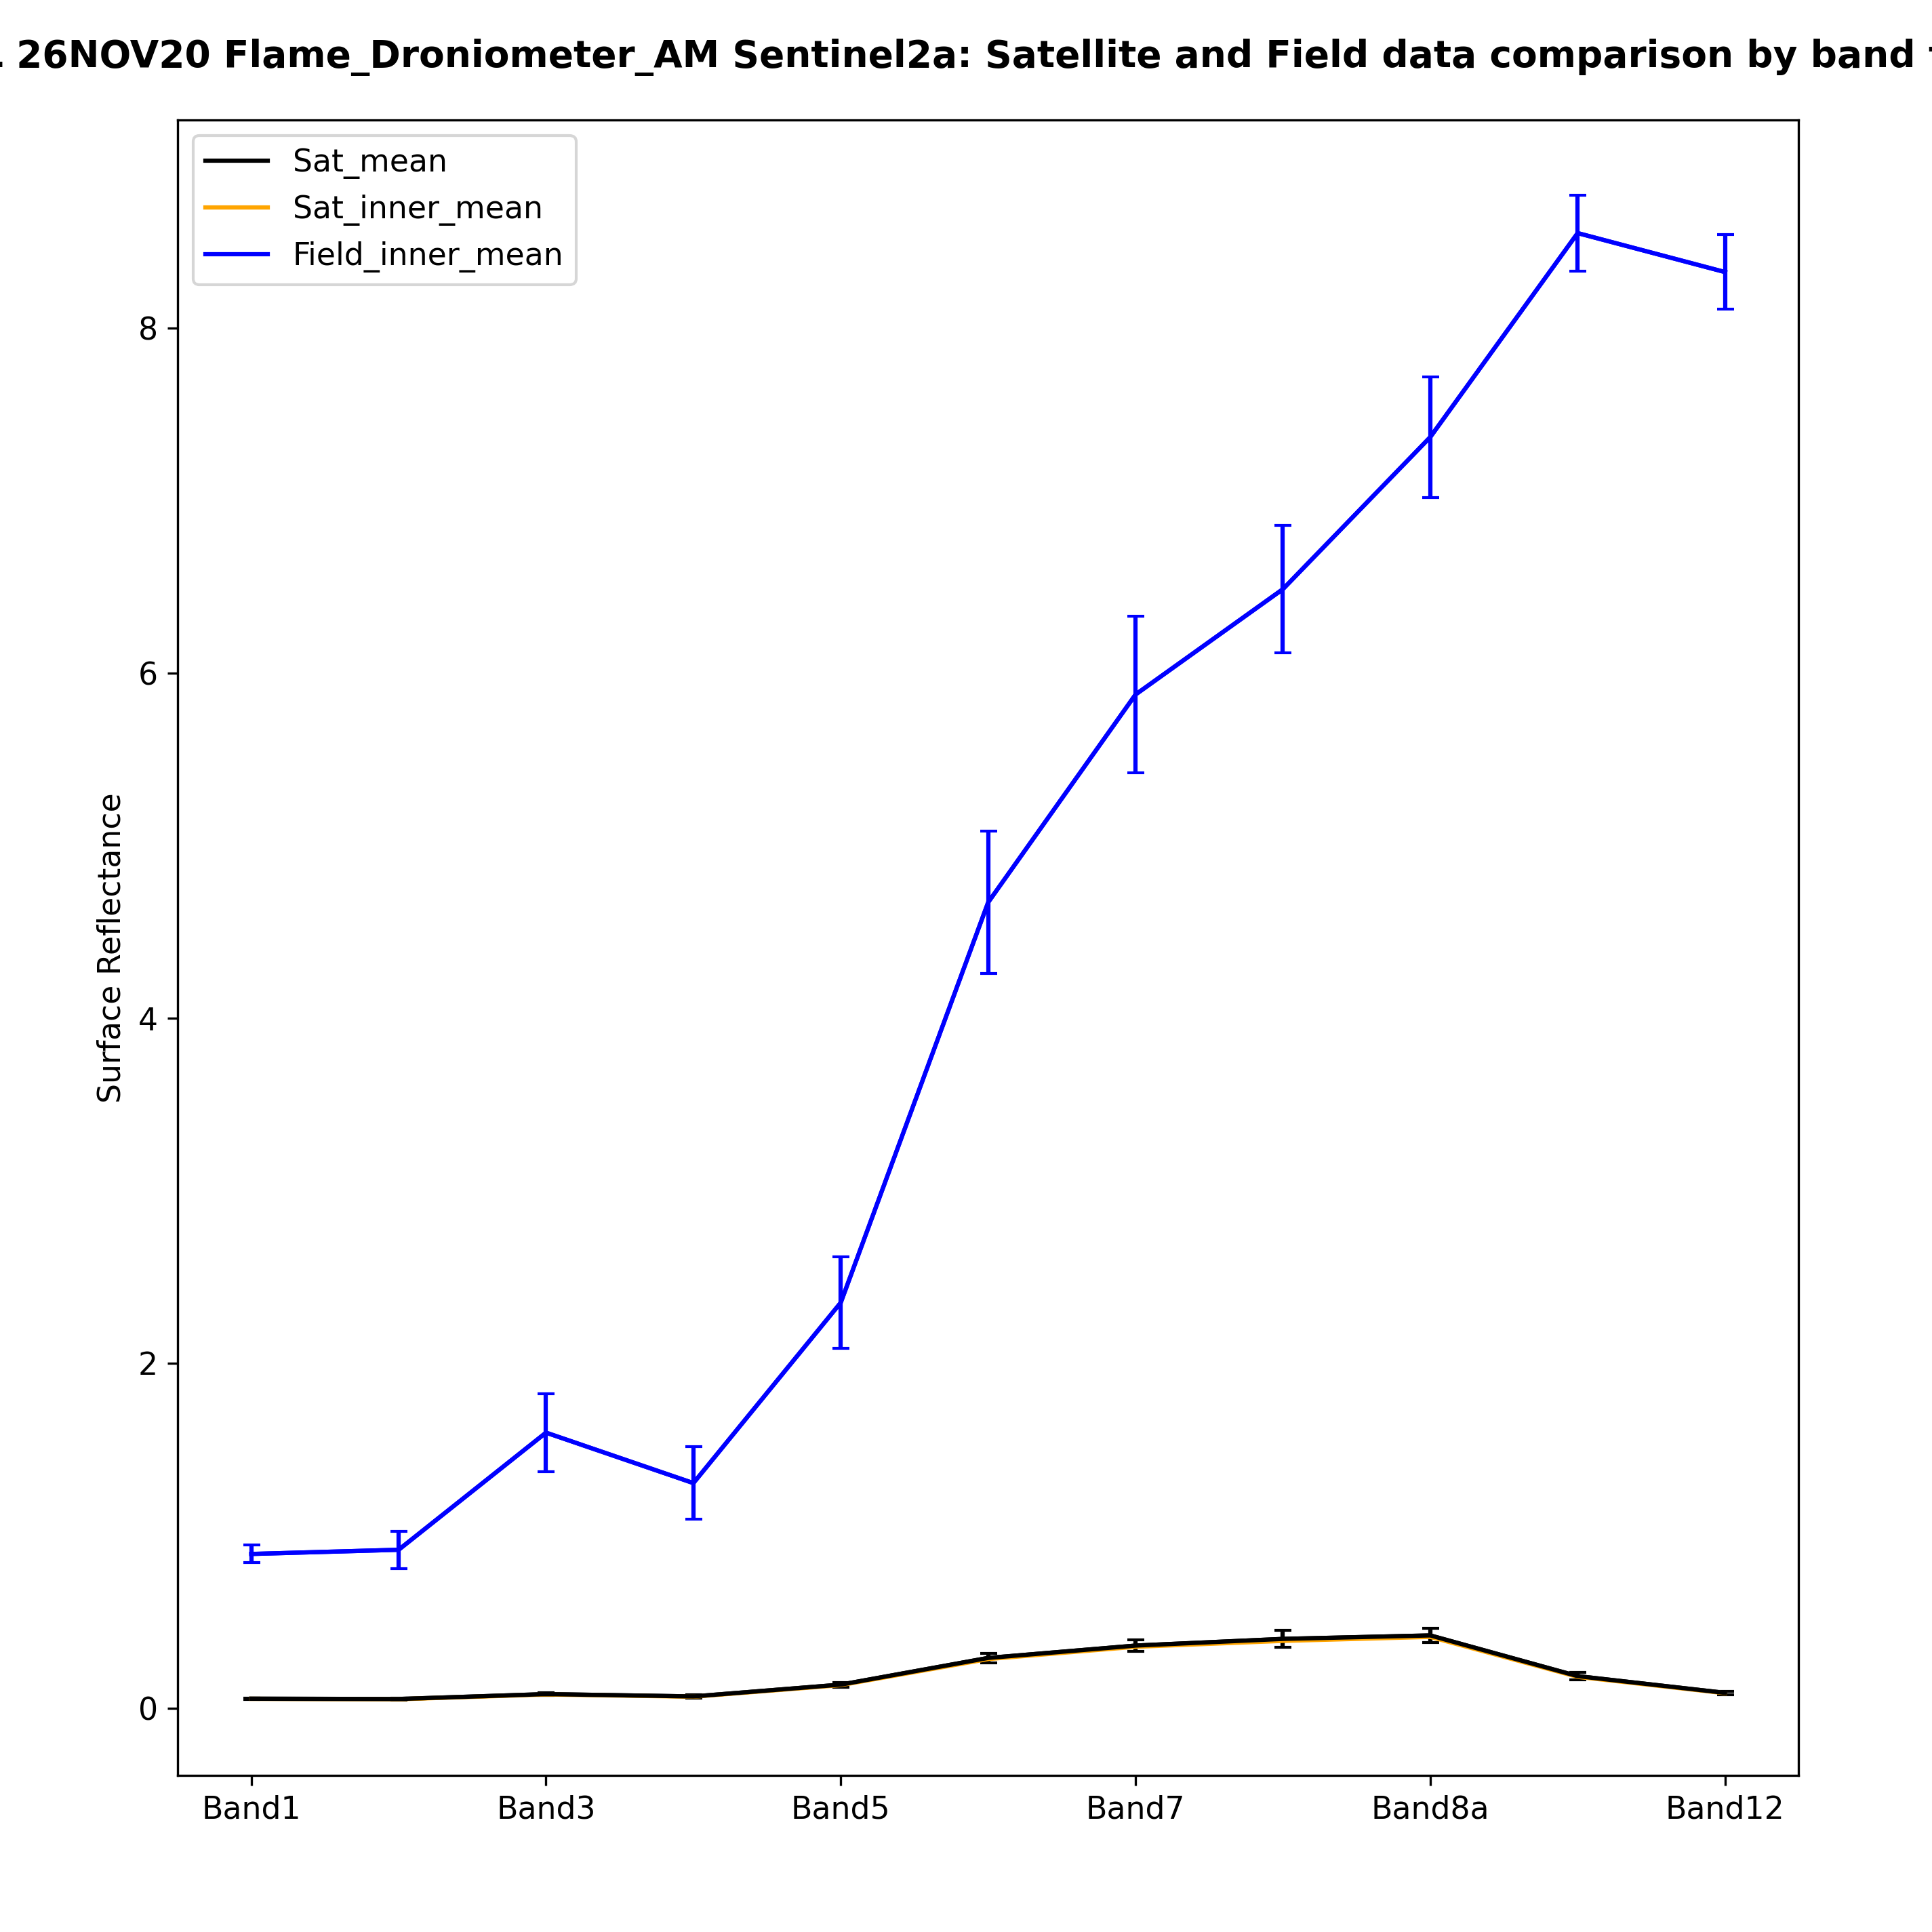 26NOV20 Flame_Droniometer_AM Sentinel2a: Satellite and Field data comparison by band
Sat_mean
Sat_inner_mean
Field_inner_mean
8
6
4
2
0
Surface Reflectance
Band1 Band3 Band5 Band7 Band8a Band12